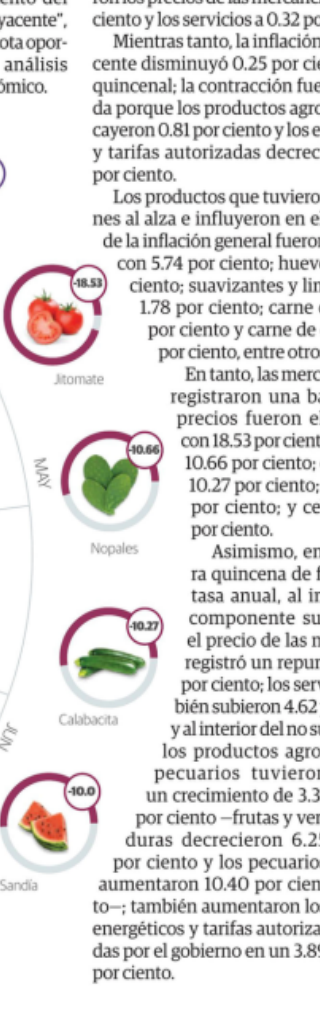 yacente",
ota opor-
análisis
ómico.
ciento y los servicios a 0.32 po
Mientras tanto, la inflación
cente disminuyó 0.25 por cie
quincenal; la contracción fue
da porque los productos agro
cayeron 0.81 por ciento y los e
y tarifas autorizadas decrec
por ciento.
Los productos que tuviero
nes al alza e influyeron en el
de la inflación general fueron
con 5.74 por ciento; huev
ciento; suavizantes y lin
1.78 por ciento; carne
por ciento y carne de
por ciento, entre otro
En tanto, las merc
registraron una ba
precios fueron el
con 18.53 por cient
10.66 por ciento;
10.27 por ciento;
por ciento; y ce
por ciento.
Asimismo, en
ra quincena de f
tasa anual, al in
componente su
el precio de las m
registró un repun
por ciento; los serv
bién subieron 4.62
y al interior del no su
los productos agro
pecuarios tuvieron
un crecimiento de 3.3
por ciento —frutas y ver
duras decrecieron 6.25
por ciento y los pecuarios
aumentaron 10.40 por cien
to—; también aumentaron lo
energéticos y tarifas autoriza
das por el gobierno en un 3.89
por ciento.
-18.53
Jitomate
MAY
-10.66
Nopales
-10.27
Calabacita
JUN
-10.0
Sandía